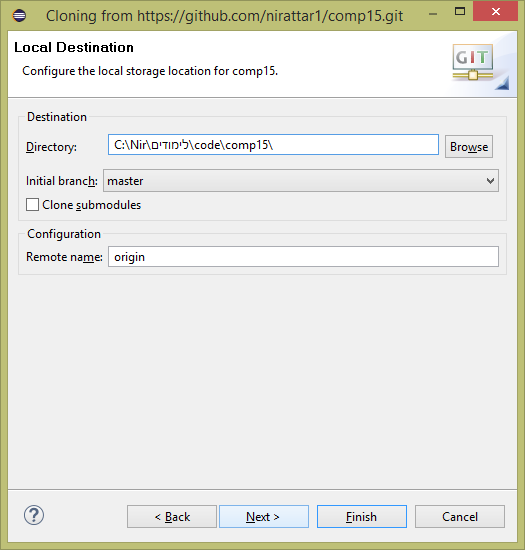 Cloning from https://github.com/nirattar1/comp15.git
Local Destination
Configure the local storage location for comp15.
GIT
Destination
Directory: C:\Nir\לימודים\code\comp15\ Browse
Initial branch: master
Clone submodules
Configuration
Remote name: origin
? < Back Next > Finish Cancel